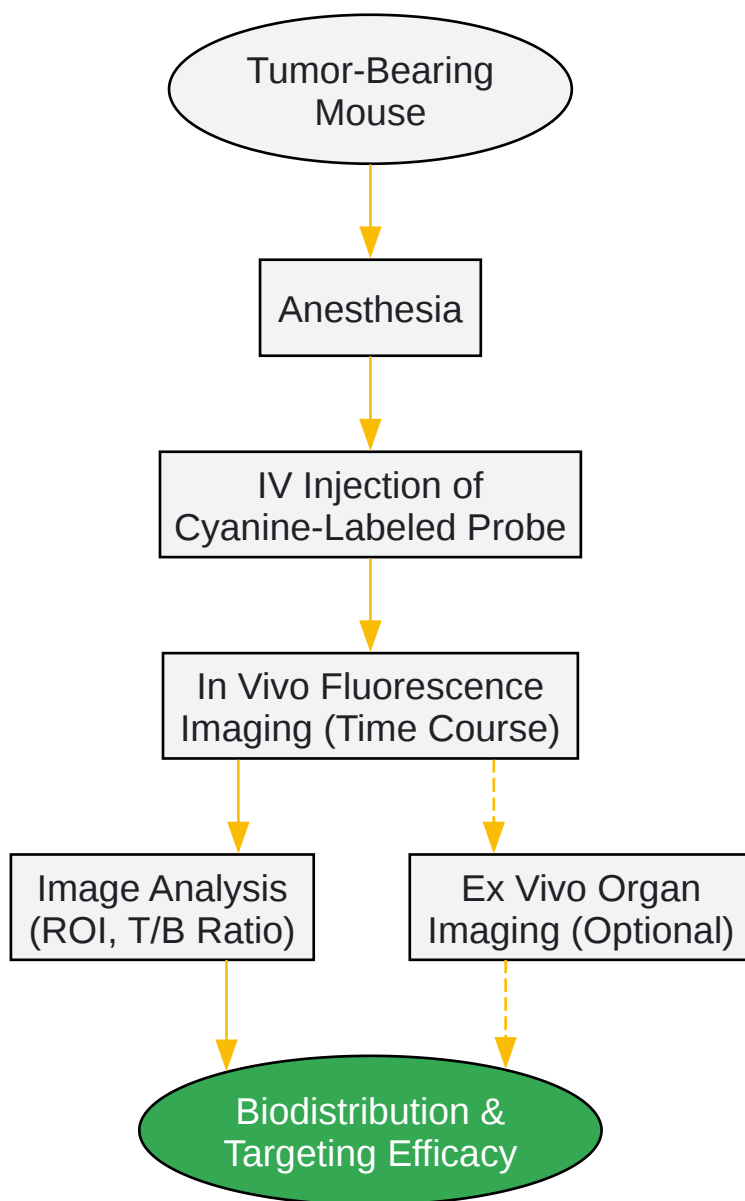 Tumor-Bearing
Mouse
Anesthesia
IV Injection of
Cyanine-Labeled Probe
In Vivo Fluorescence
Imaging (Time Course)
Image Analysis
(ROI, T/B Ratio)
Ex Vivo Organ
Imaging (Optional)
Biodistribution &
Targeting Efficacy